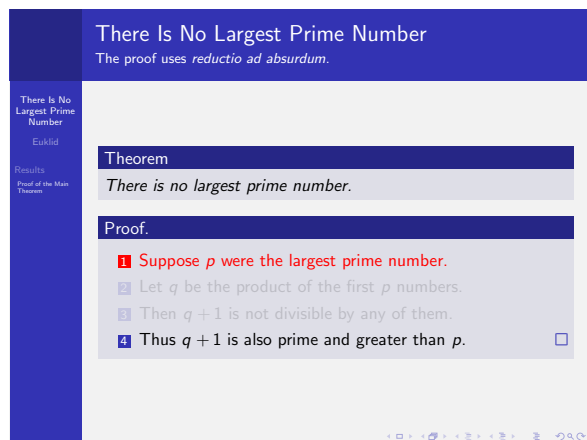 There Is No Largest Prime Number
The proof uses reductio ad absurdum.
There Is No
Largest Prime
Number
Euklid
Results
Proof of the Main
Theorem
Theorem
There is no largest prime number.
Proof.
1 Suppose p were the largest prime number.
2 Let q be the product of the first p numbers.
3 Then q + 1 is not divisible by any of them.
4 Thus q + 1 is also prime and greater than p. □